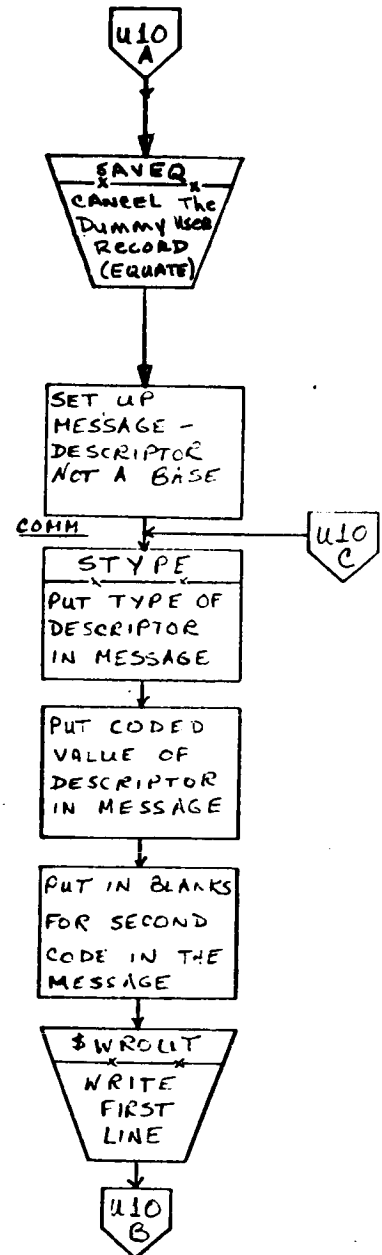 U10
A
$AVEQ
CANCEL THE
DUMMY USER
RECORD
(EQUATE)
SET UP
MESSAGE -
DESCRIPTOR
NOT A BASE
COMM
U10
C
STYPE
PUT TYPE OF
DESCRIPTOR
IN MESSAGE
PUT CODED
VALUE OF
DESCRIPTOR
IN MESSAGE
PUT IN BLANKS
FOR SECOND
CODE IN THE
MESSAGE
$WROUT
WRITE
FIRST
LINE
U10
B